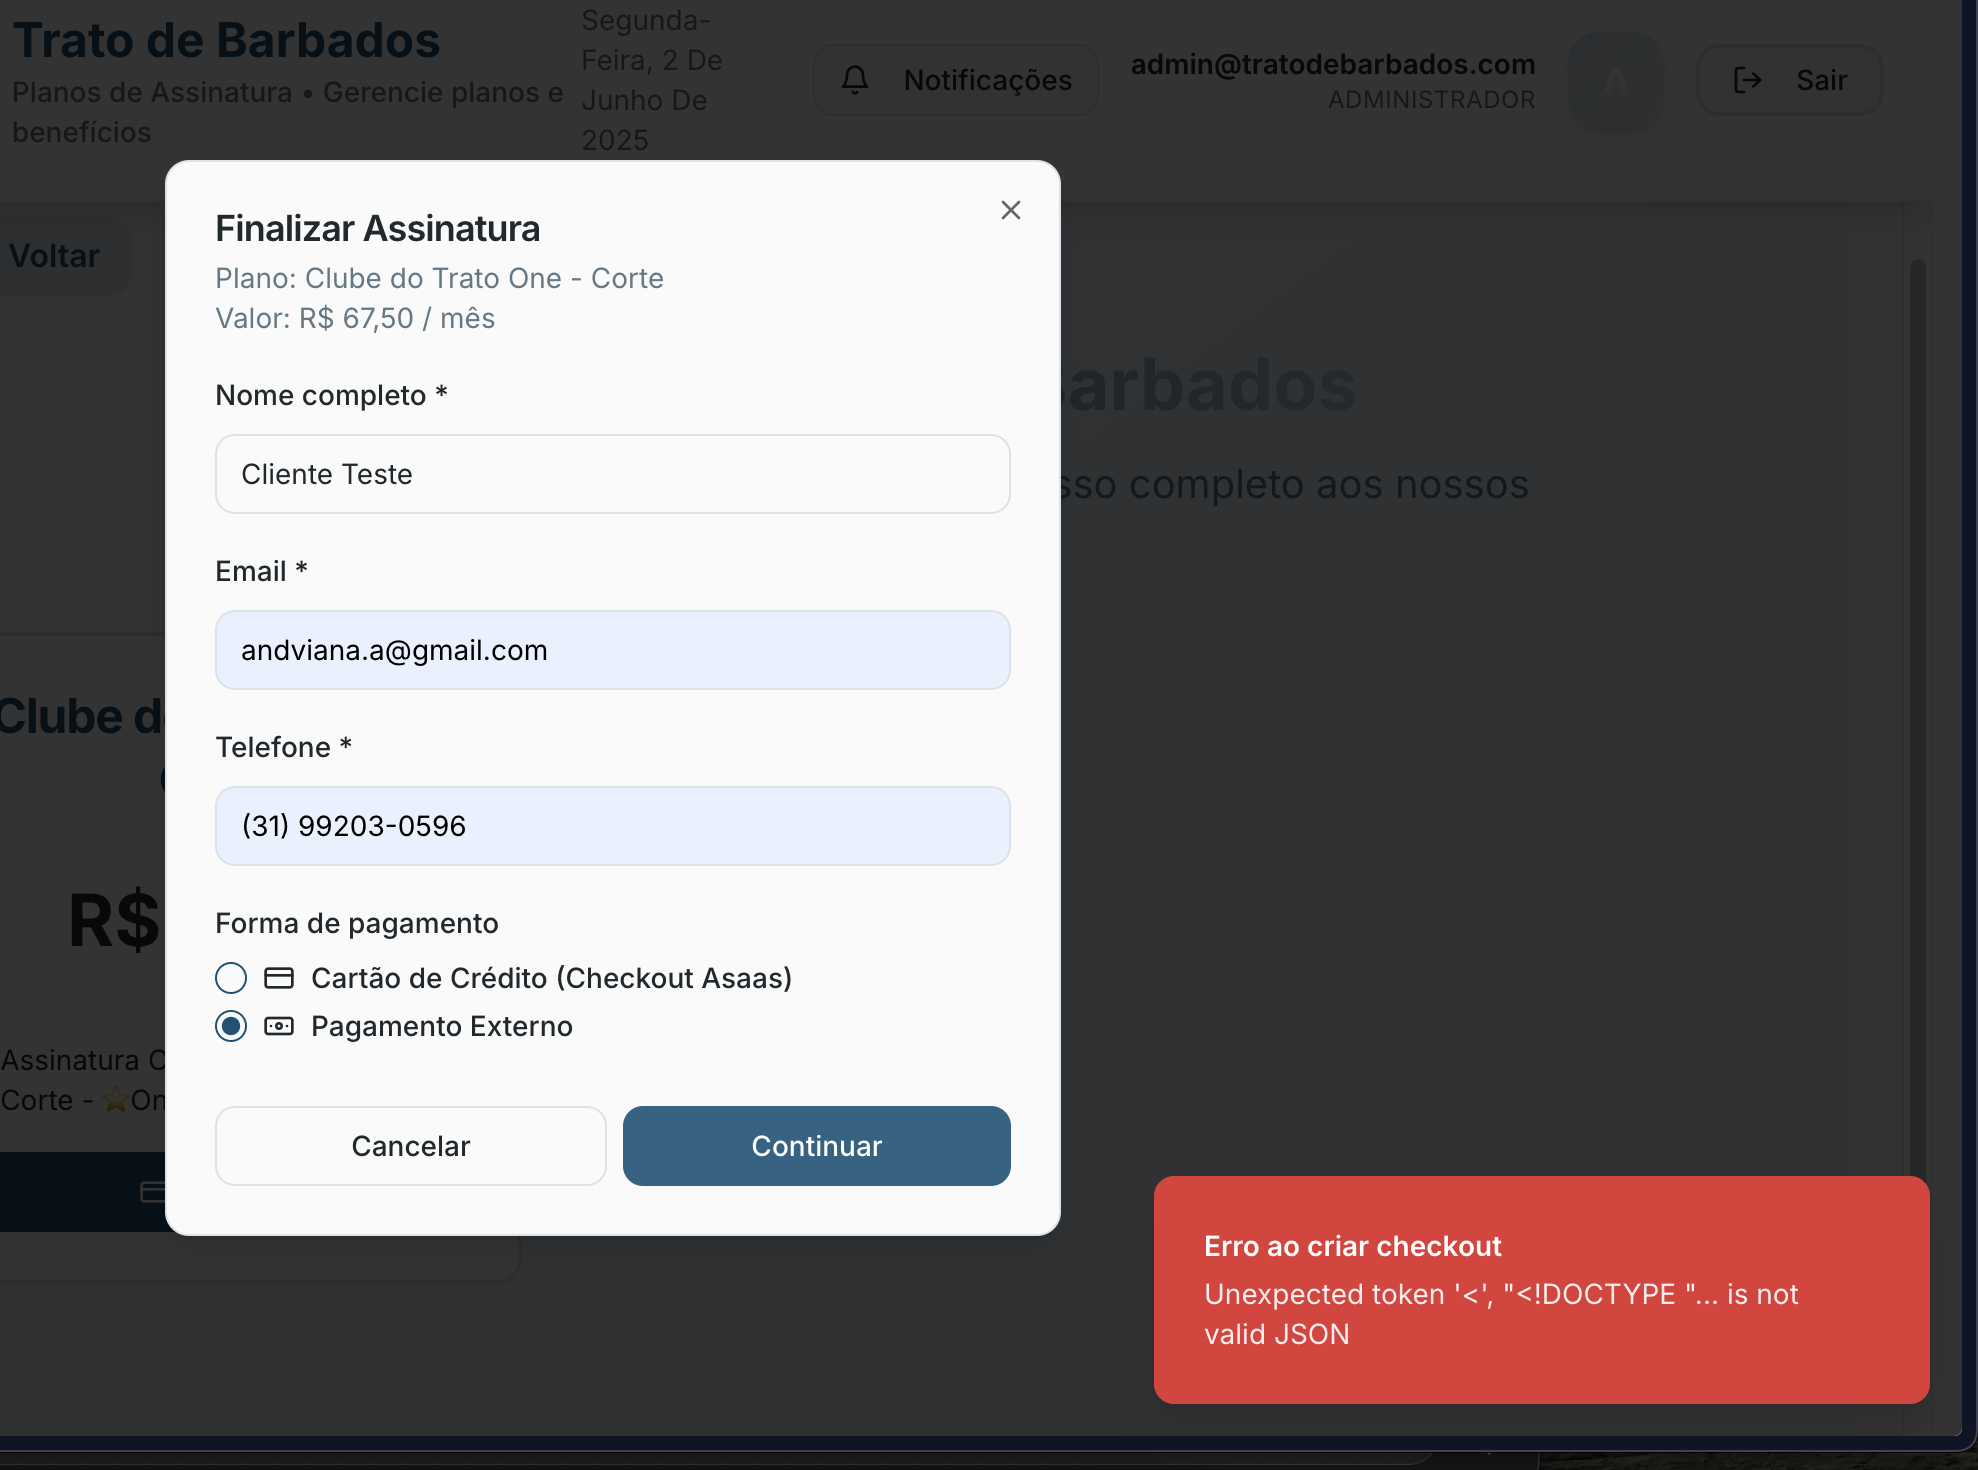 Trato de Barbados
Planos de Assinatura • Gerencie planos e
benefícios
Segunda-
Feira, 2 De
Junho De
2025
Notificações
admin@tratodebarbados.com
ADMINISTRADOR
A
Sair
Voltar
arbados
sso completo aos nossos
Clube d
R$
Assinatura C
Corte - ⭐On
Finalizar Assinatura
Plano: Clube do Trato One - Corte
Valor: R$ 67,50 / mês
Nome completo *
Cliente Teste
Email *
andviana.a@gmail.com
Telefone *
(31) 99203-0596
Forma de pagamento
Cartão de Crédito (Checkout Asaas)
Pagamento Externo
Cancelar
Continuar
Erro ao criar checkout
Unexpected token '<', "<!DOCTYPE "... is not
valid JSON